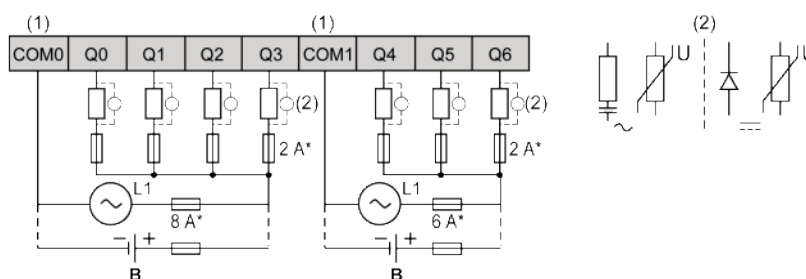 (1) (1) (2)
COM0 Q0 Q1 Q2 Q3 COM1 Q4 Q5 Q6
U U
(2) (2)
2 A* 2 A*
L1 L1
8 A* 6 A*
− + − +
B B